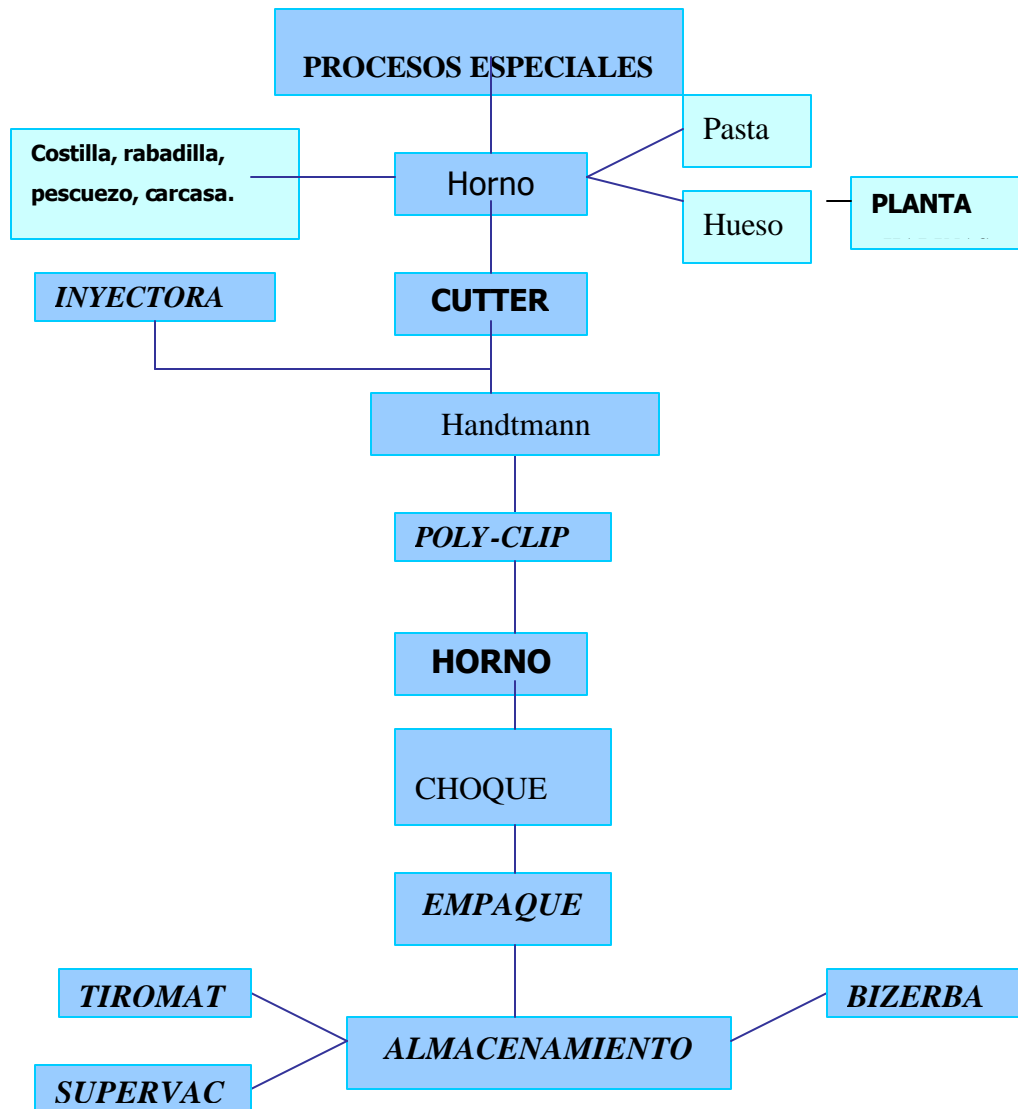 PROCESOS ESPECIALES
Pasta
Costilla, rabadilla,
pescuezo, carcasa.
Horno
Hueso
PLANTA
INYECTORA
CUTTER
Handtmann
POLY-CLIP
HORNO
CHOQUE
EMPAQUE
TIROMAT
BIZERBA
ALMACENAMIENTO
SUPERVAC